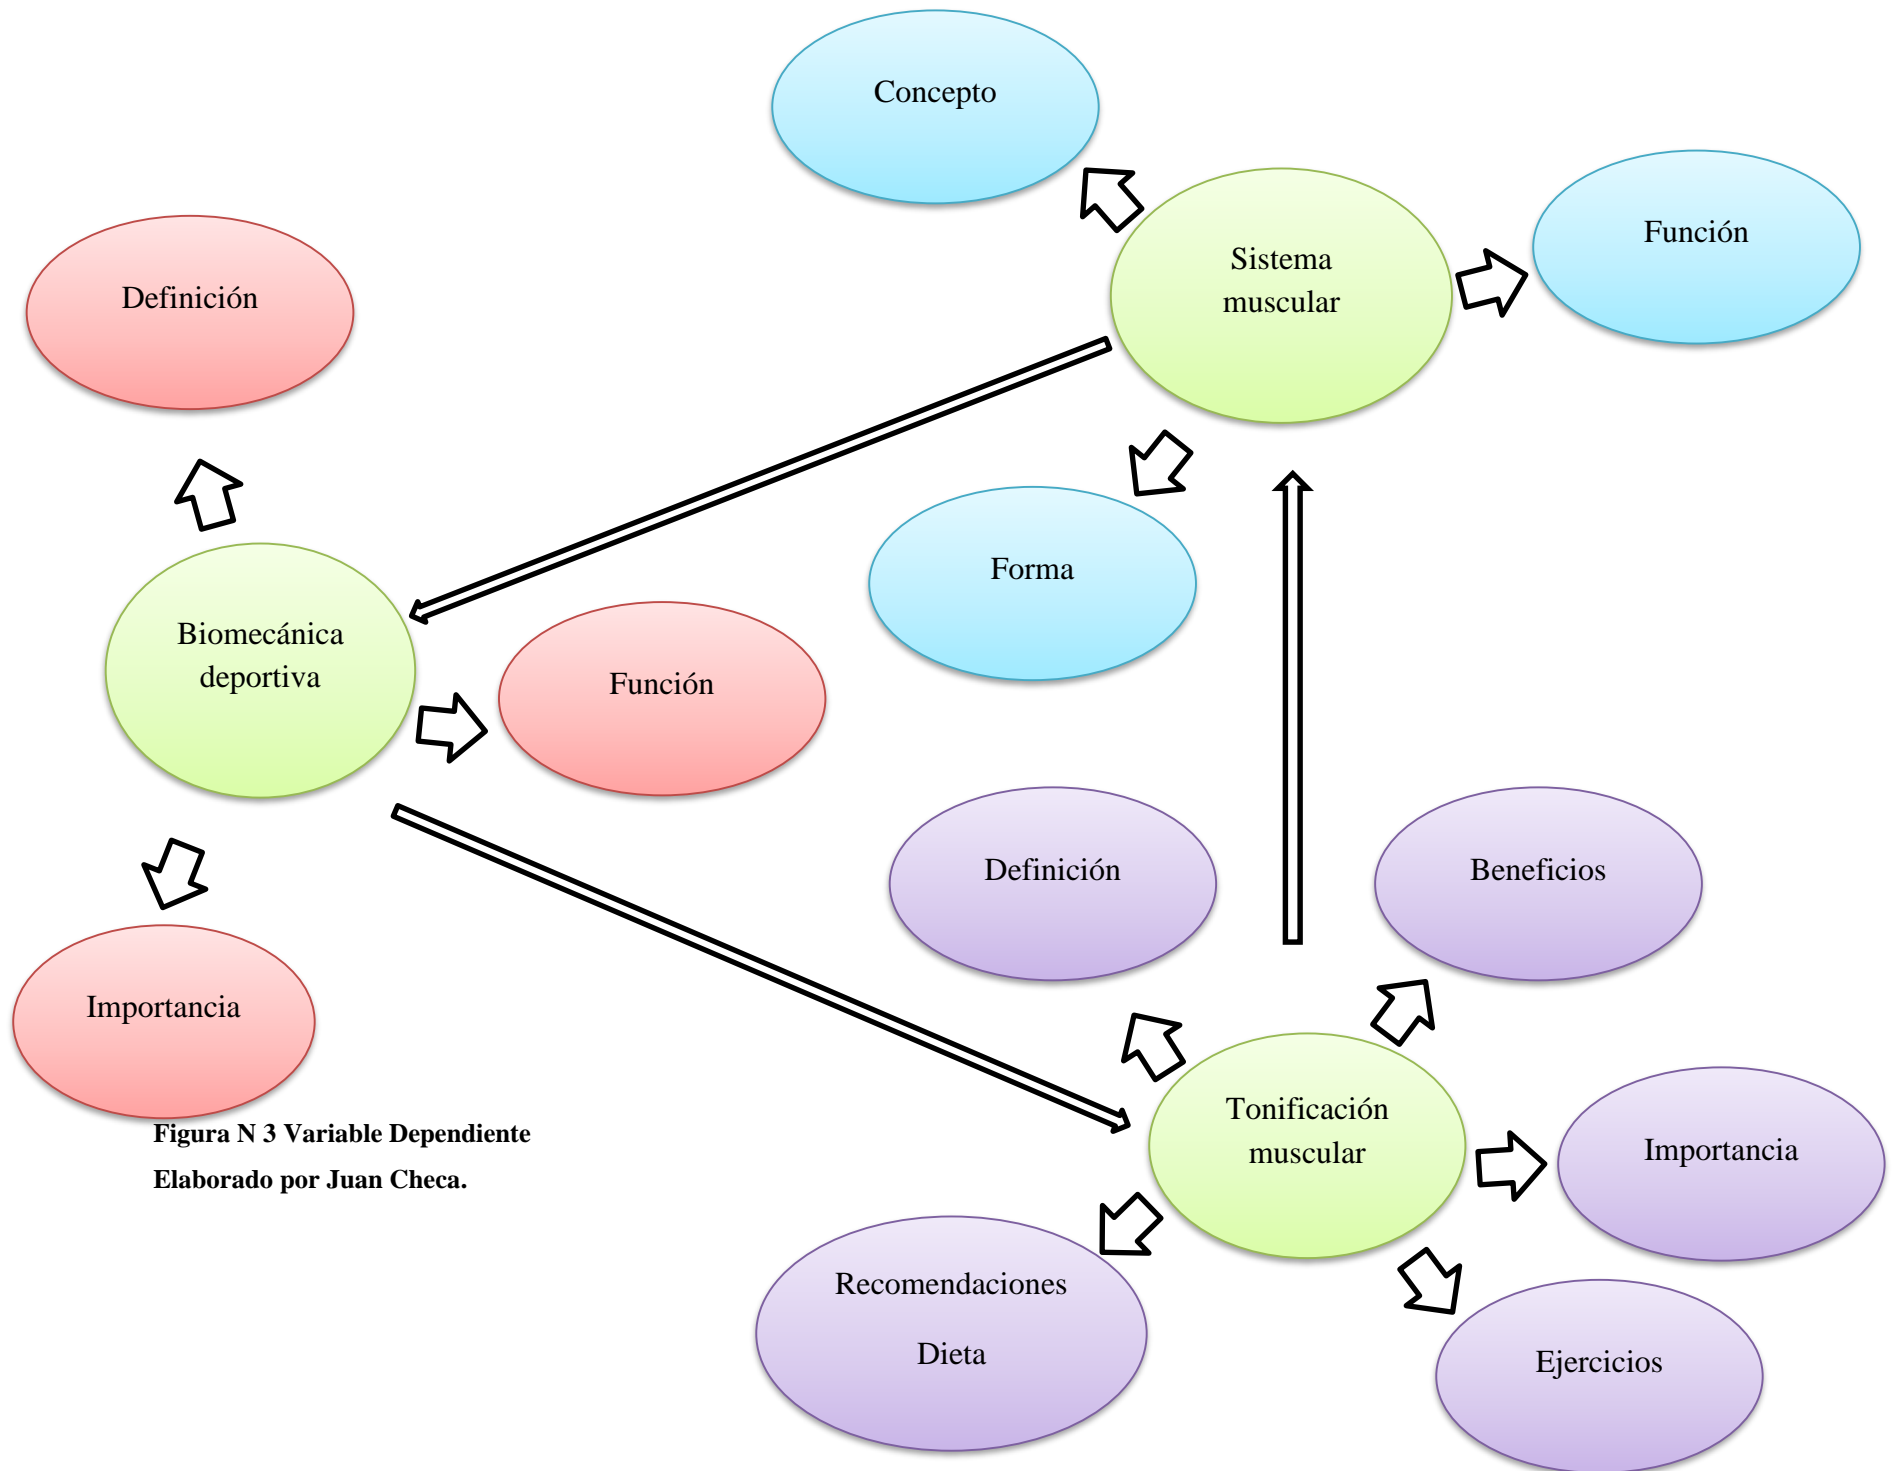 Concepto
Función
Sistema
muscular
Definición
Forma
Biomecánica
deportiva
Función
Definición
Beneficios
Importancia
Tonificación
muscular
Importancia
Figura N 3 Variable Dependiente
Elaborado por Juan Checa.
Recomendaciones
Dieta
Ejercicios